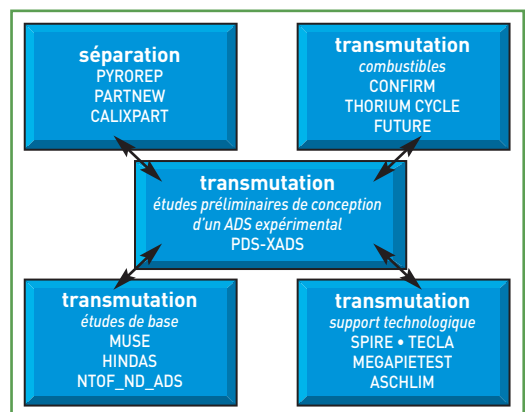 séparation
PYROREP
PARTNEW
CALIXPART
transmutation
combustibles
CONFIRM
THORIUM CYCLE
FUTURE
transmutation
études préliminaires de conception
d'un ADS expérimental
PDS-XADS
transmutation
études de base
MUSE
HINDAS
NTOF_ND_ADS
transmutation
support technologique
SPIRE • TECLA
MEGAPIETEST
ASCHLIM